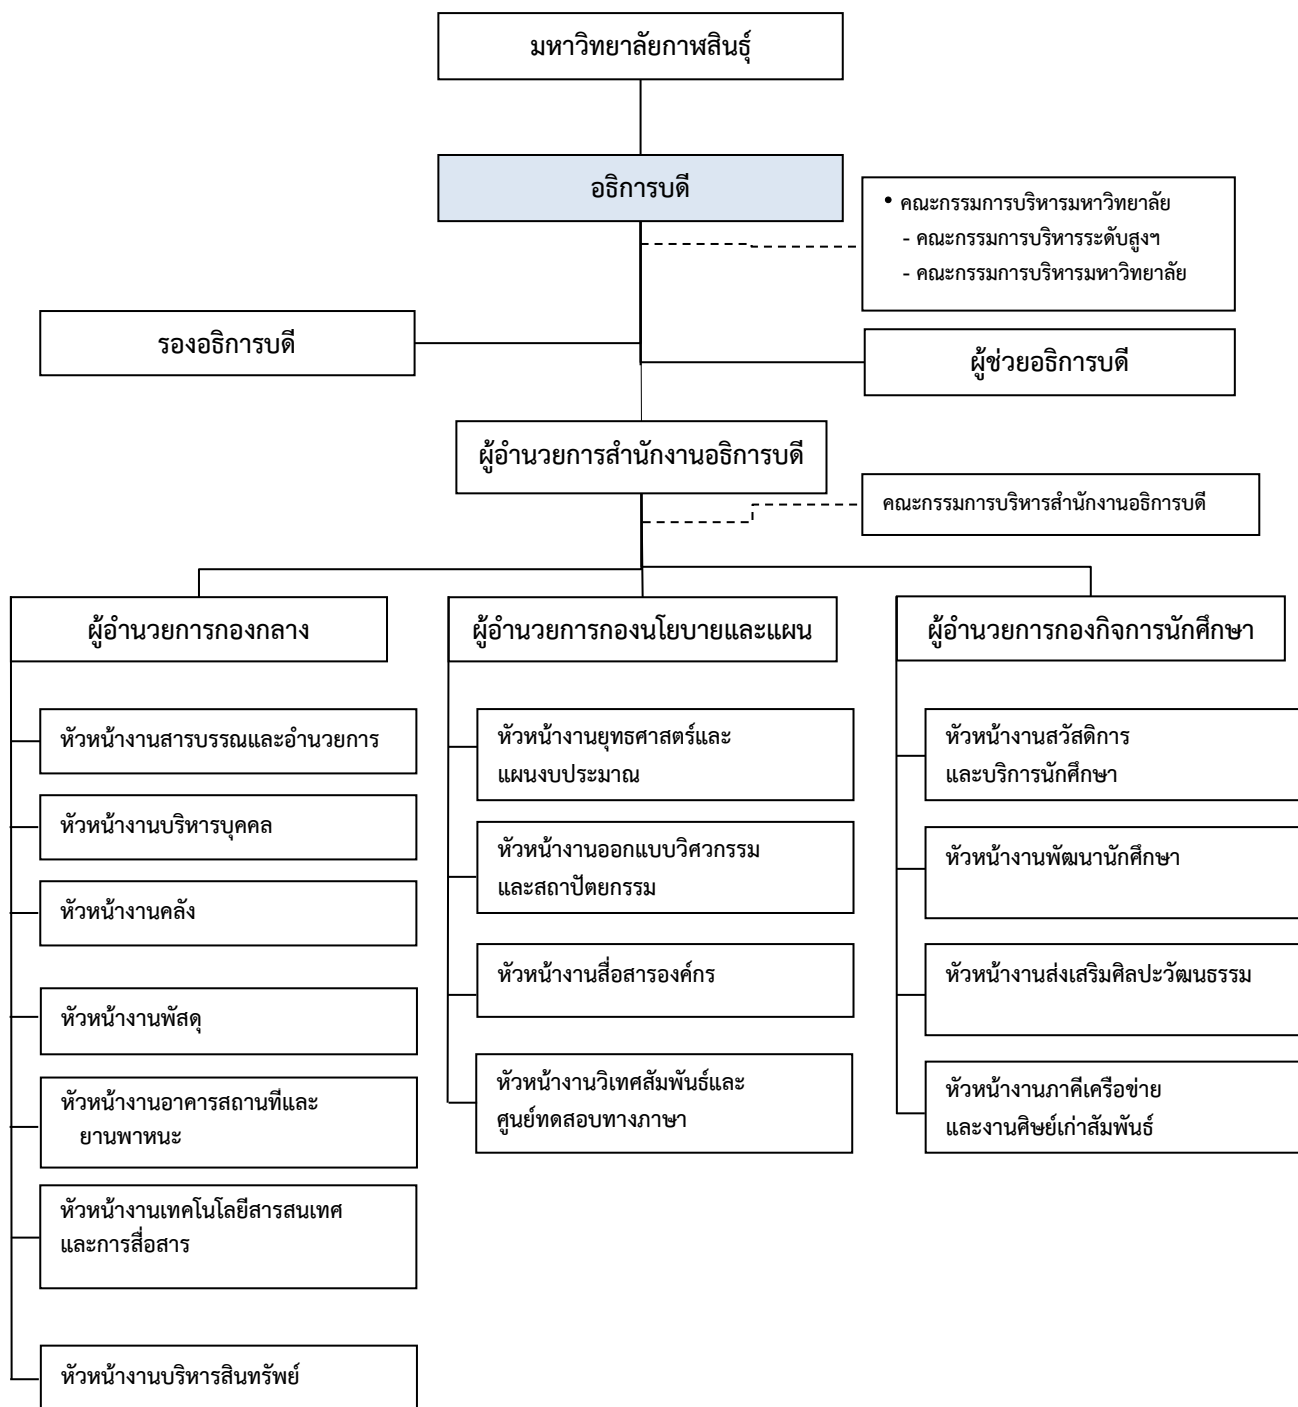 มหาวิทยาลัยกาฬสินธุ์
อธิการบดี
• คณะกรรมการบริหารมหาวิทยาลัย
- คณะกรรมการบริหารระดับสูงฯ
- คณะกรรมการบริหารมหาวิทยาลัย
รองอธิการบดี
ผู้ช่วยอธิการบดี
ผู้อำนวยการสำนักงานอธิการบดี
คณะกรรมการบริหารสำนักงานอธิการบดี
ผู้อำนวยการกองกลาง
หัวหน้างานสารบรรณและอำนวยการ
หัวหน้างานบริหารบุคคล
หัวหน้างานคลัง
หัวหน้างานพัสดุ
หัวหน้างานอาคารสถานที่และ
ยานพาหนะ
หัวหน้างานเทคโนโลยีสารสนเทศ
และการสื่อสาร
หัวหน้างานบริหารสินทรัพย์
ผู้อำนวยการกองนโยบายและแผน
หัวหน้างานยุทธศาสตร์และ
แผนงบประมาณ
หัวหน้างานออกแบบวิศวกรรม
และสถาปัตยกรรม
หัวหน้างานสื่อสารองค์กร
หัวหน้างานวิเทศสัมพันธ์และ
ศูนย์ทดสอบทางภาษา
ผู้อำนวยการกองกิจการนักศึกษา
หัวหน้างานสวัสดิการ
และบริการนักศึกษา
หัวหน้างานพัฒนานักศึกษา
หัวหน้างานส่งเสริมศิลปะวัฒนธรรม
หัวหน้างานภาคีเครือข่าย
และงานศิษย์เก่าสัมพันธ์